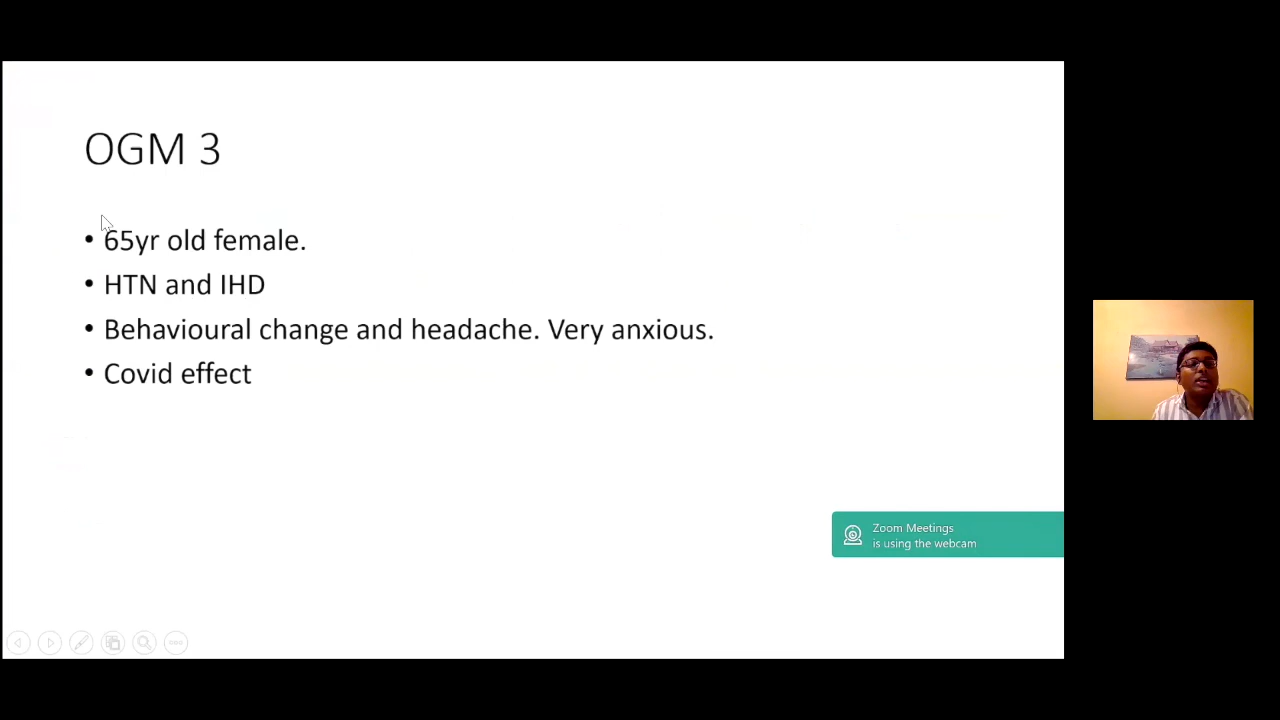 OGM 3
• 65yr old female.
• HTN and IHD
• Behavioural change and headache. Very anxious.
• Covid effect
Zoom Meetings
is using the webcam